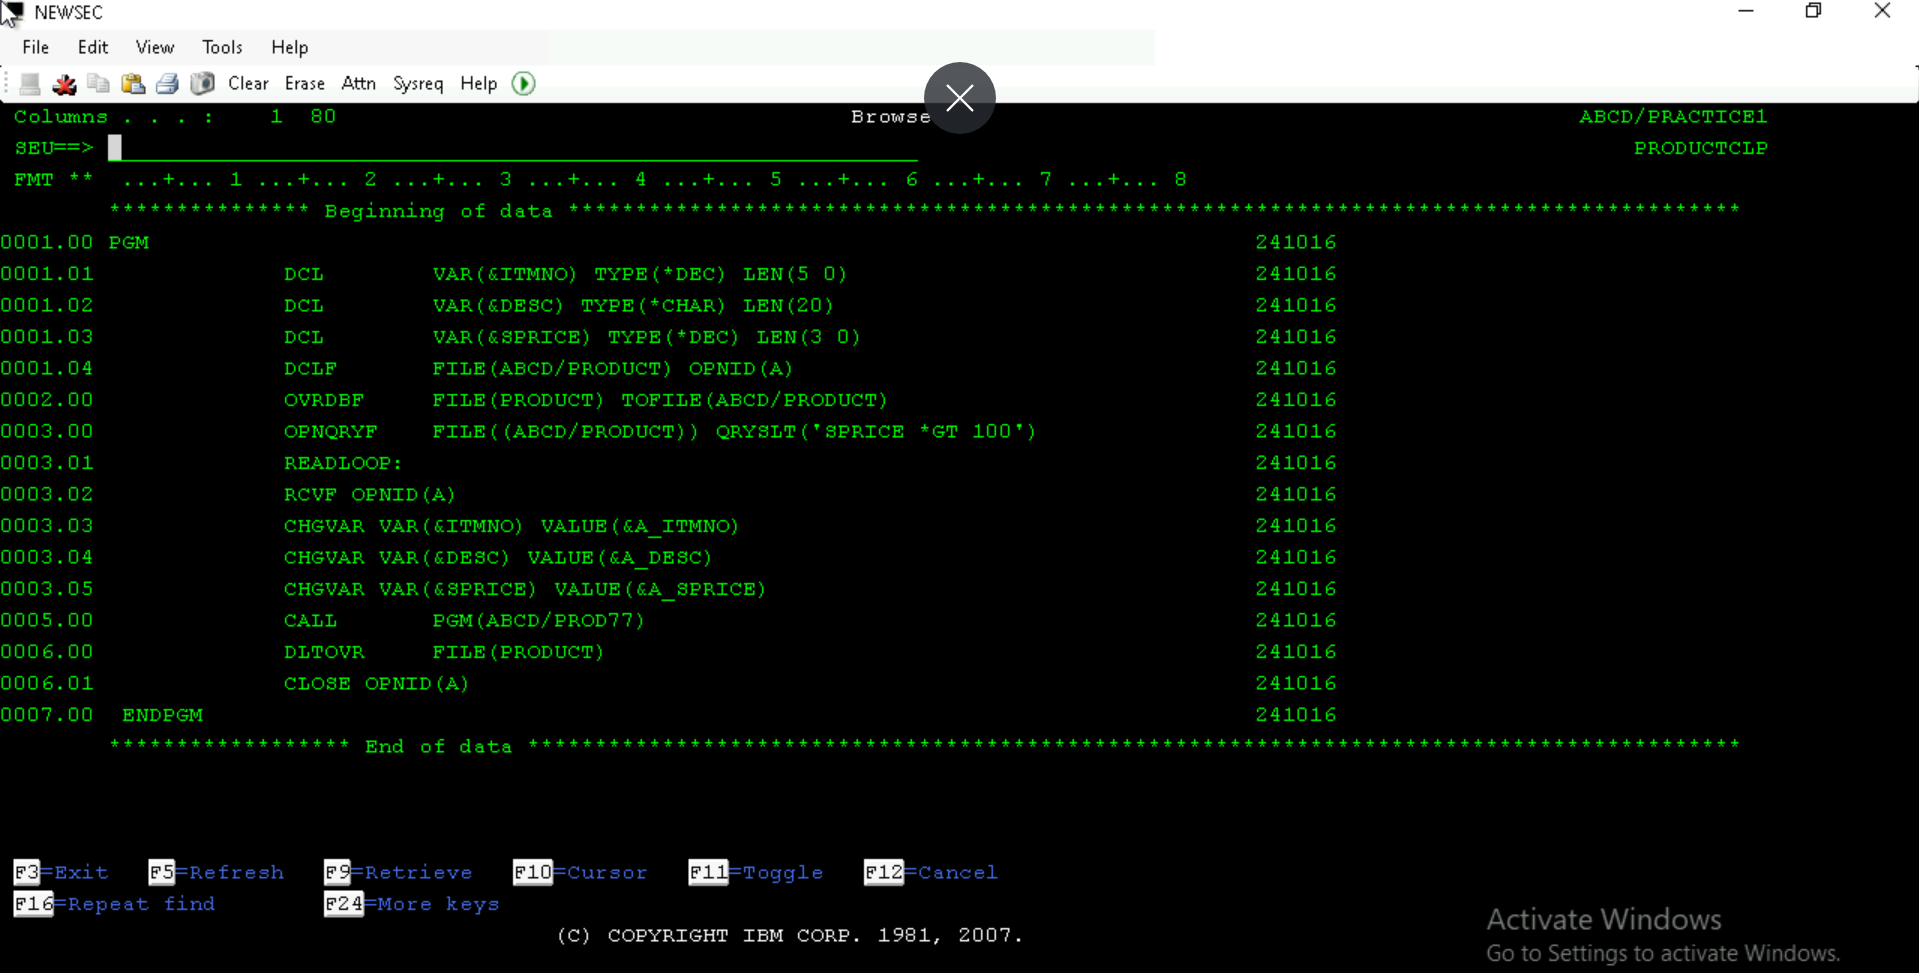 NEWSEC
File Edit View Tools Help
Clear Erase Attn Sysreq Help
Columns . . . : 1 80 Browse ABCD/PRACTICE1
SEU==> PRODUCTCLP
FMT ** ...+... 1 ...+... 2 ...+... 3 ...+... 4 ...+... 5 ...+... 6 ...+... 7 ...+... 8
*************** Beginning of data ***************************************************************************************
0001.00 PGM 241016
0001.01 DCL VAR(&ITMNO) TYPE(*DEC) LEN(5 0) 241016
0001.02 DCL VAR(&DESC) TYPE(*CHAR) LEN(20) 241016
0001.03 DCL VAR(&SPRICE) TYPE(*DEC) LEN(3 0) 241016
0001.04 DCLF FILE(ABCD/PRODUCT) OPNID(A) 241016
0002.00 OVRDBF FILE(PRODUCT) TOFILE(ABCD/PRODUCT) 241016
0003.00 OPNQRYF FILE((ABCD/PRODUCT)) QRYSLT('SPRICE *GT 100') 241016
0003.01 READLOOP: 241016
0003.02 RCVF OPNID(A) 241016
0003.03 CHGVAR VAR(&ITMNO) VALUE(&A_ITMNO) 241016
0003.04 CHGVAR VAR(&DESC) VALUE(&A_DESC) 241016
0003.05 CHGVAR VAR(&SPRICE) VALUE(&A_SPRICE) 241016
0005.00 CALL PGM(ABCD/PROD77) 241016
0006.00 DLTOVR FILE(PRODUCT) 241016
0006.01 CLOSE OPNID(A) 241016
0007.00 ENDPGM 241016
****************** End of data ******************************************************************************************
F3=Exit F5=Refresh F9=Retrieve F10=Cursor F11=Toggle F12=Cancel
F16=Repeat find F24=More keys
(C) COPYRIGHT IBM CORP. 1981, 2007.
Activate Windows
Go to Settings to activate Windows.